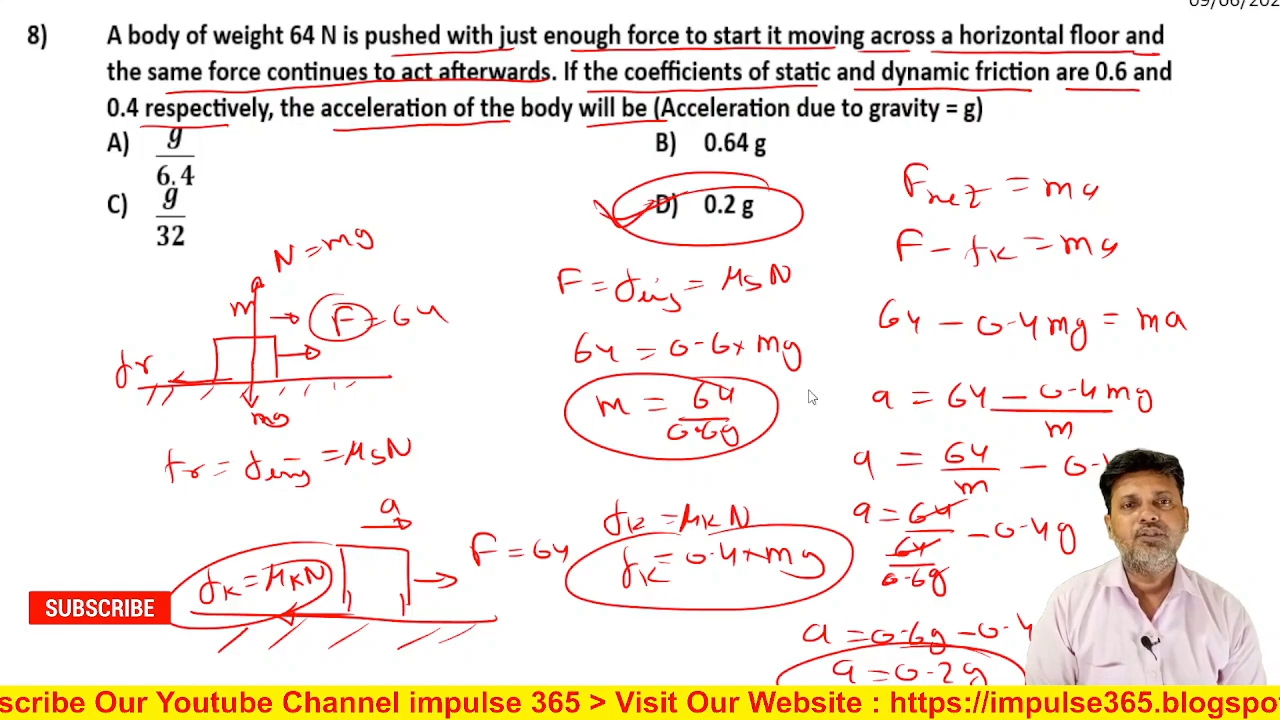 09/06/202
8) A body of weight 64 N is pushed with just enough force to start it moving across a horizontal floor and
the same force continues to act afterwards. If the coefficients of static and dynamic friction are 0.6 and
0.4 respectively, the acceleration of the body will be (Acceleration due to gravity = g)
A) g/6.4 B) 0.64 g
C) g/32 D) 0.2 g
N = mg
m
F = 64
fr
mg
a
F = 64
fk = μkN
F = = μsN
64 = 0.6 × mg
m = 64/0.6g
fk = μkN
fk = 0.4 × mg
Fnet = ma
F - fk = ma
64 - 0.4mg = ma
a = 64 - 0.4mg/m
a = 64/m - 0.
a = 64/64/0.6g - 0.4g
a = 0.6g - 0.4
a = 0.2g
SUBSCRIBE
scribe Our Youtube Channel impulse 365 > Visit Our Website : https://impulse365.blogspo